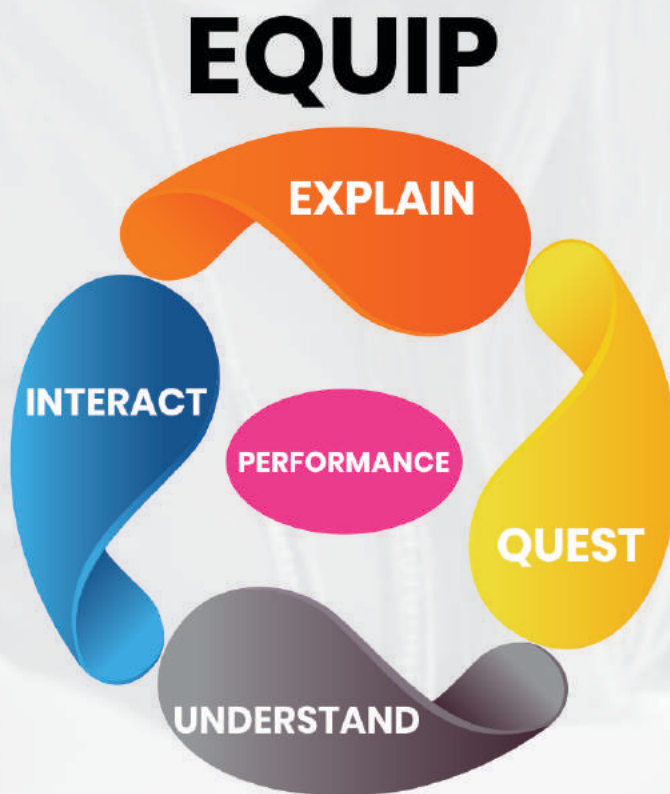 EQUIP
EXPLAIN
QUEST
UNDERSTAND
INTERACT
PERFORMANCE